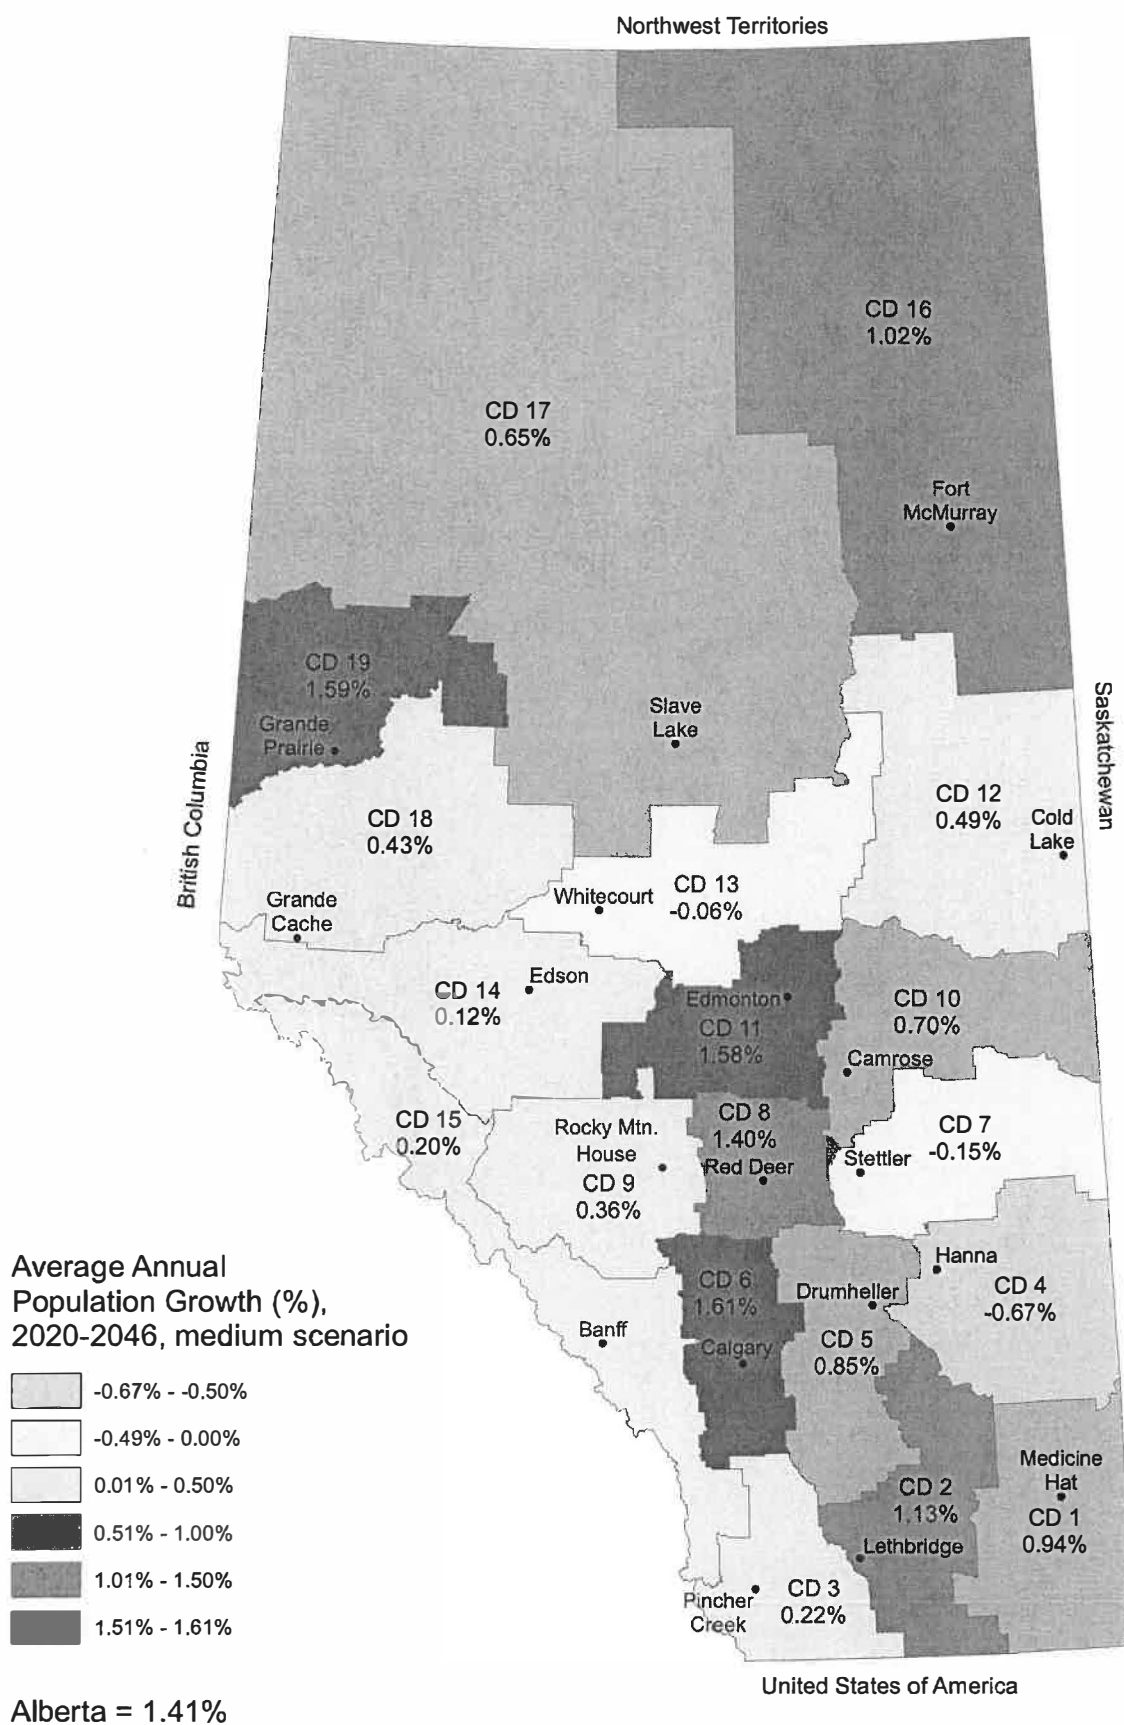 Northwest Territories
CD 16
1.02%
CD 17
0.65%
Fort
McMurray
CD 19
1.59%
Grande
Prairie
Slave
Lake
British Columbia
Saskatchewan
CD 18
0.43%
CD 12
0.49%
Cold
Lake
Grande
Cache
Whitecourt
CD 13
-0.06%
Edson
CD 14
0.12%
Edmonton
CD 11
1.58%
CD 10
0.70%
Camrose
CD 15
0.20%
Rocky Mtn.
House
CD 9
0.36%
CD 8
1.40%
Red Deer
CD 7
-0.15%
Stettler
Hanna
CD 4
-0.67%
CD 6
1.61%
Calgary
Drumheller
CD 5
0.85%
Banff
Medicine
Hat
CD 1
0.94%
CD 2
1.13%
Lethbridge
Pincher
Creek
CD 3
0.22%
United States of America
Average Annual
Population Growth (%),
2020-2046, medium scenario
-0.67% - -0.50%
-0.49% - 0.00%
0.01% - 0.50%
0.51% - 1.00%
1.01% - 1.50%
1.51% - 1.61%
Alberta = 1.41%